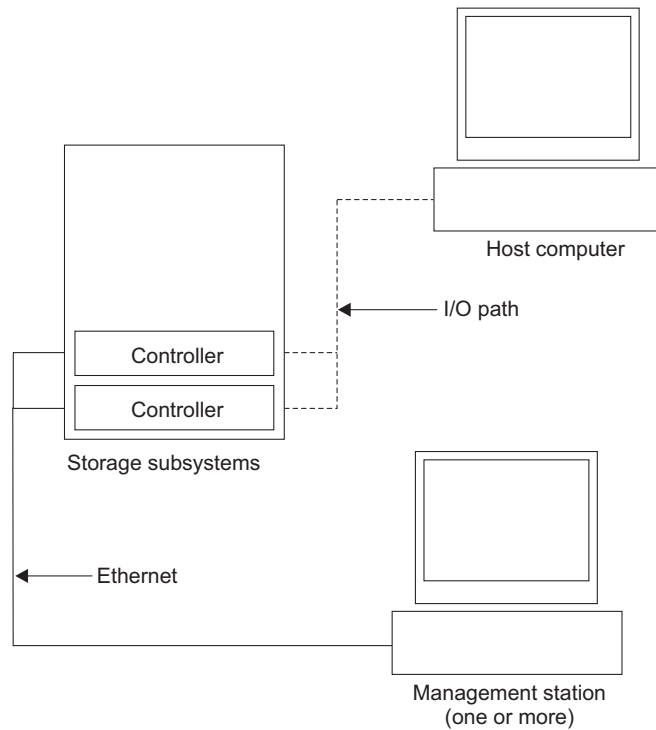 Host computer
I/O path
Controller
Controller
Storage subsystems
Ethernet
Management station
(one or more)